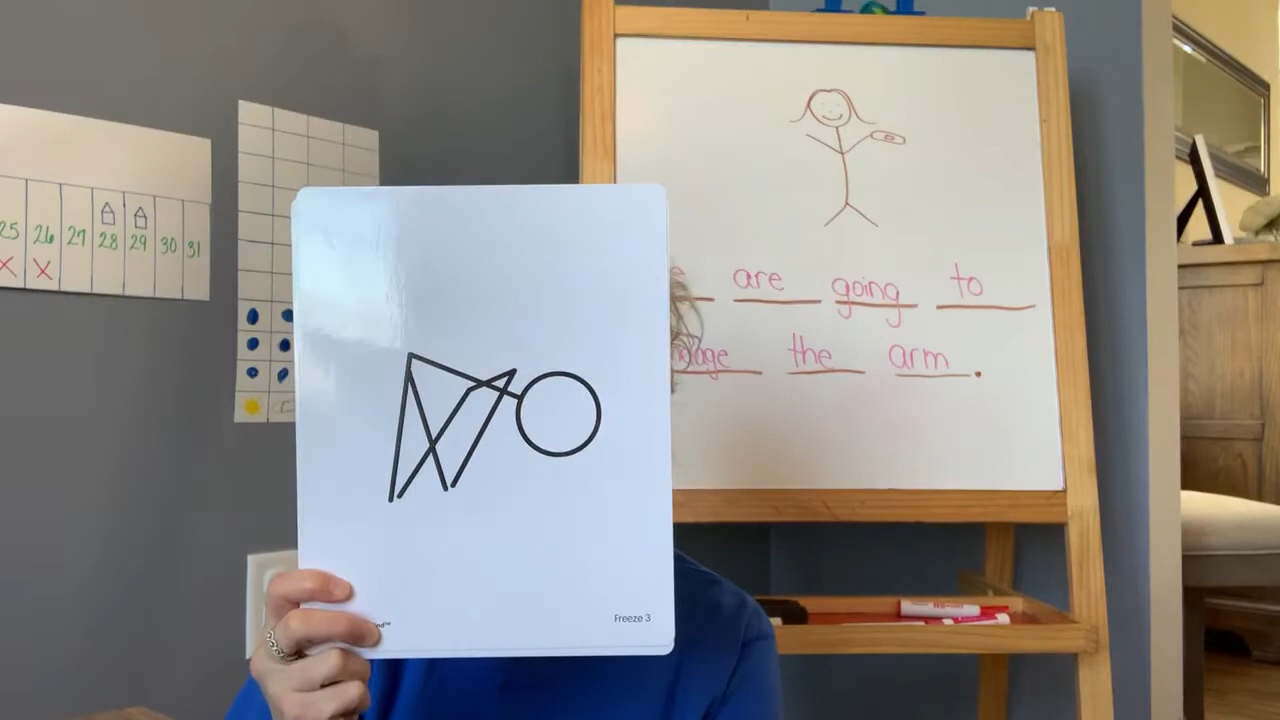 25 26 27 28 29 30 31
X X
are going to
the arm.
Freeze 3